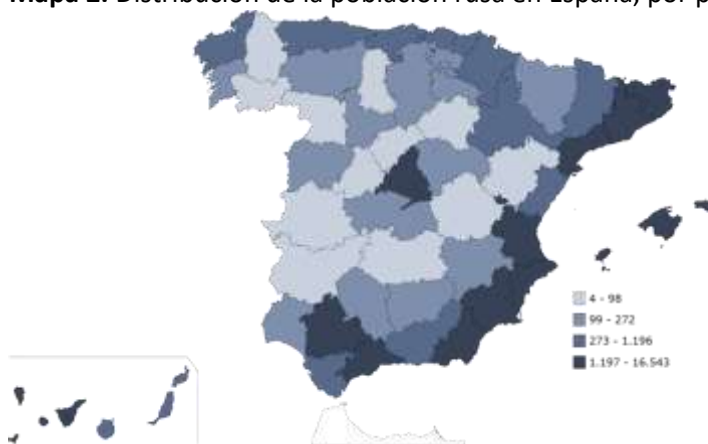 Mapa 2. Distribución de la población rusa en España, por p
4 - 98
99 - 272
273 - 1.196
1.197 - 16.543